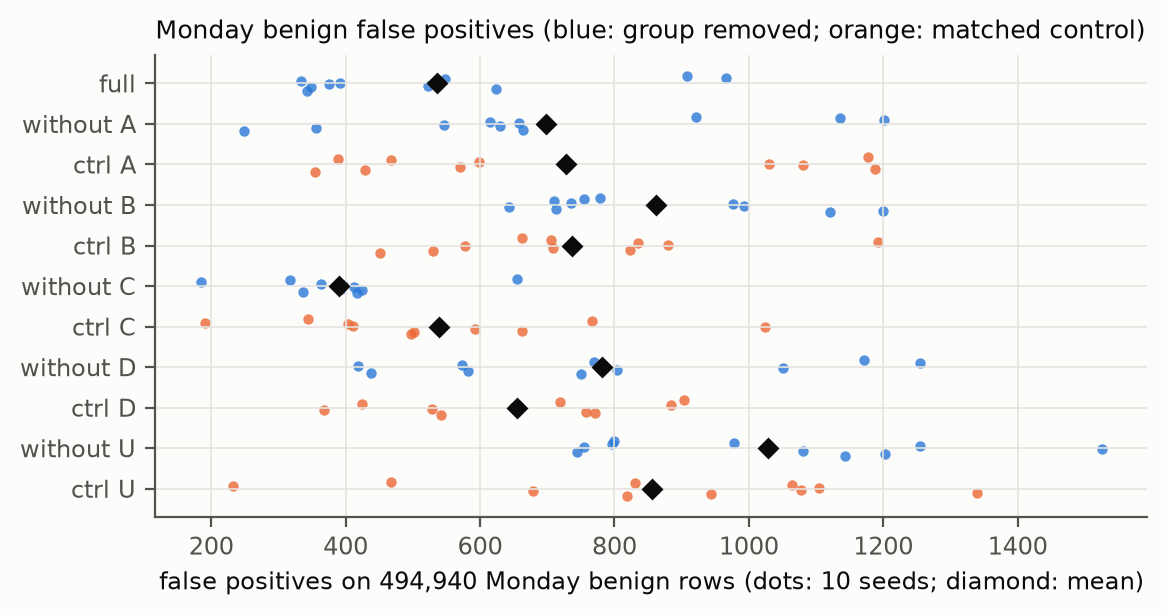 Monday benign false positives (blue: group removed; orange: matched control)
full
without A
ctrl A
without B
ctrl B
without C
ctrl C
without D
ctrl D
without U
ctrl U
200 400 600 800 1000 1200 1400
false positives on 494,940 Monday benign rows (dots: 10 seeds; diamond: mean)